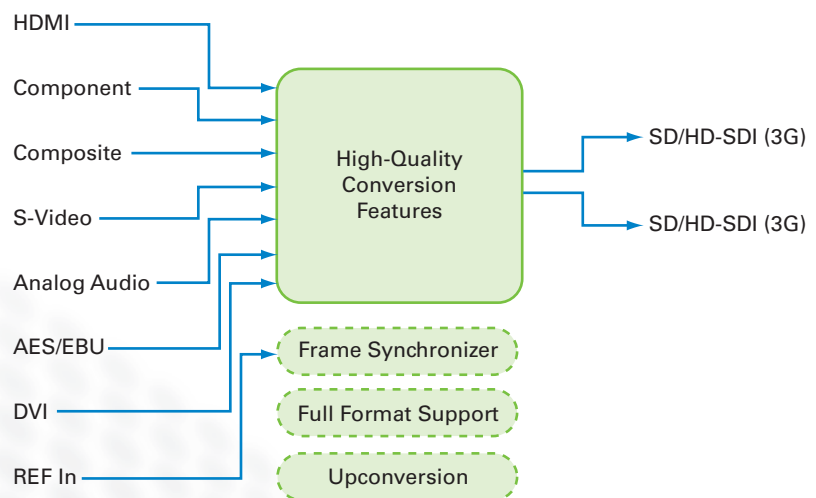 HDMI
Component
Composite
S-Video
Analog Audio
AES/EBU
DVI
REF In
High-Quality
Conversion
Features
Frame Synchronizer
Full Format Support
Upconversion
SD/HD-SDI (3G)
SD/HD-SDI (3G)